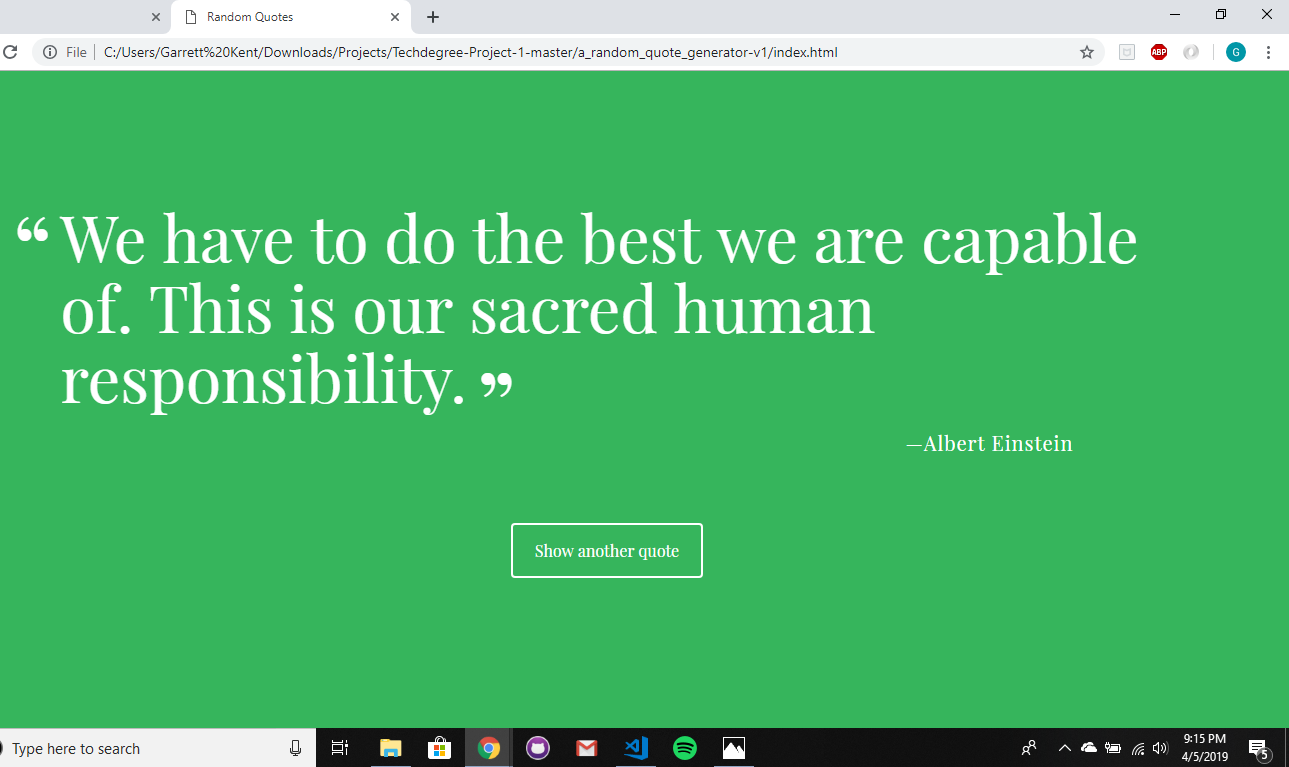 Random Quotes
File
C:/Users/Garrett%20Kent/Downloads/Projects/Techdegree-Project-1-master/a_random_quote_generator-v1/index.html
ABP
G
“ We have to do the best we are capable
of. This is our sacred human
responsibility. ”
—Albert Einstein
Show another quote
Type here to search
9:15 PM
4/5/2019
5